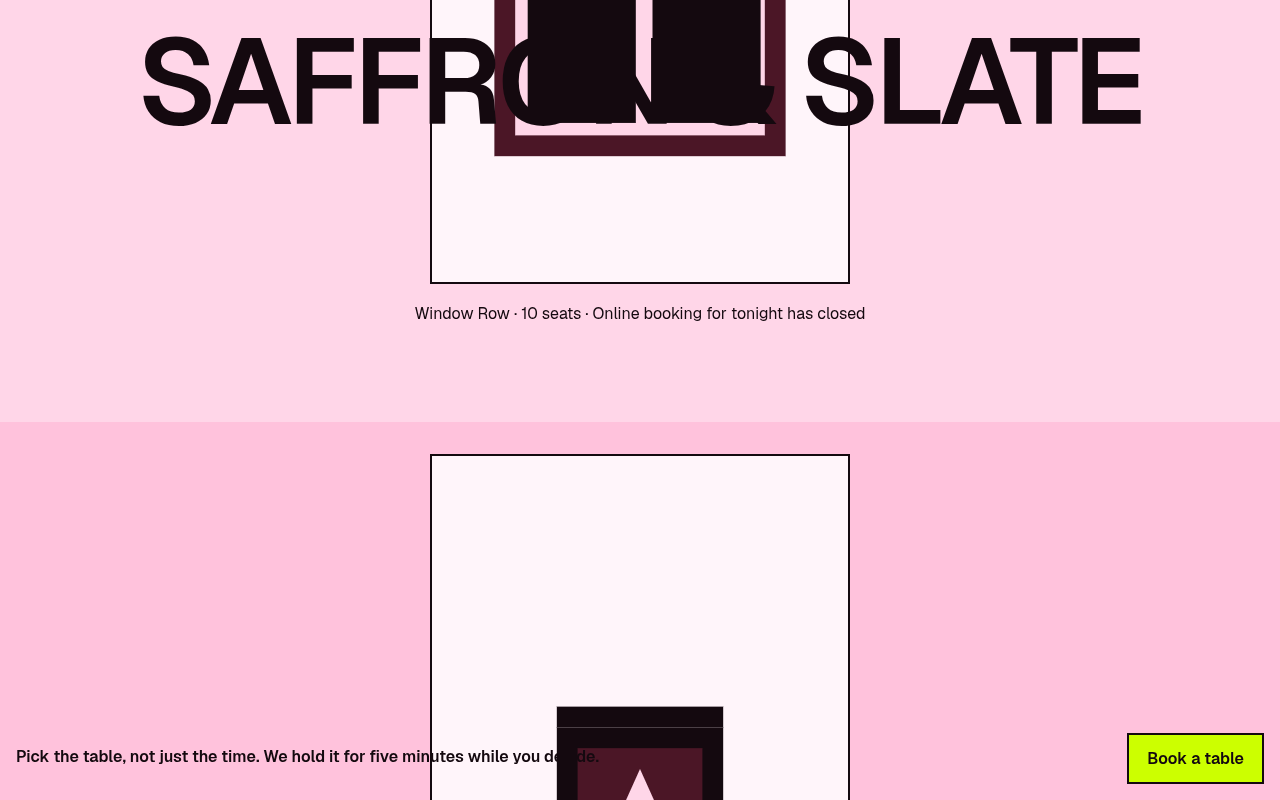 SAFFRON & SLATE
Window Row · 10 seats · Online booking for tonight has closed
Pick the table, not just the time. We hold it for five minutes while you decide.
Book a table